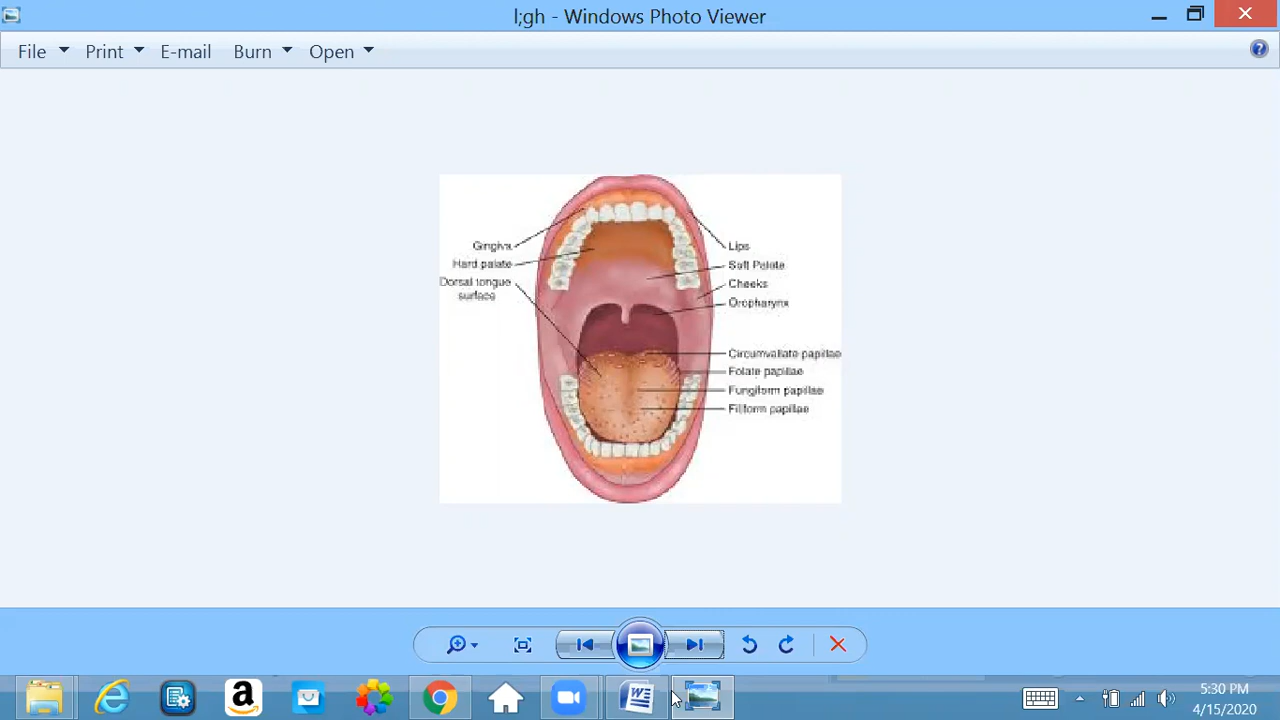 l;gh - Windows Photo Viewer
File Print E-mail Burn Open
Gingiva
Hard palate
Dorsal tongue
surface
Lips
Soft Palate
Cheeks
Oropharynx
Circumvallate papillae
Folate papillae
Fungiform papillae
Filiform papillae
5:30 PM
4/15/2020